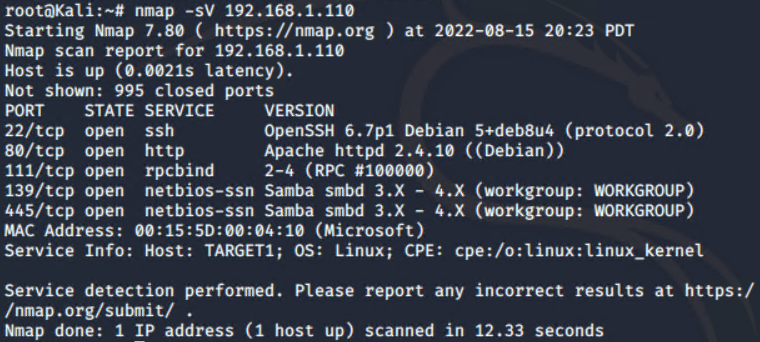 root@Kali:~# nmap -sV 192.168.1.110
Starting Nmap 7.80 ( https://nmap.org ) at 2022-08-15 20:23 PDT
Nmap scan report for 192.168.1.110
Host is up (0.0021s latency).
Not shown: 995 closed ports
PORT    STATE SERVICE     VERSION
22/tcp  open  ssh         OpenSSH 6.7p1 Debian 5+deb8u4 (protocol 2.0)
80/tcp  open  http        Apache httpd 2.4.10 ((Debian))
111/tcp open  rpcbind     2-4 (RPC #100000)
139/tcp open  netbios-ssn Samba smbd 3.X - 4.X (workgroup: WORKGROUP)
445/tcp open  netbios-ssn Samba smbd 3.X - 4.X (workgroup: WORKGROUP)
MAC Address: 00:15:5D:00:04:10 (Microsoft)
Service Info: Host: TARGET1; OS: Linux; CPE: cpe:/o:linux:linux_kernel

Service detection performed. Please report any incorrect results at https:/
/nmap.org/submit/ .
Nmap done: 1 IP address (1 host up) scanned in 12.33 seconds